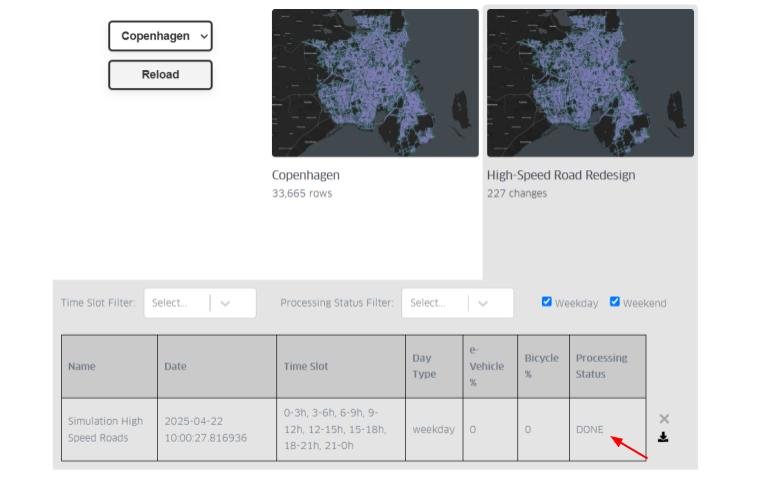 Copenhagen
Reload
Copenhagen
33,665 rows
High-Speed Road Redesign
227 changes
Time Slot Filter:
Select...
Processing Status Filter:
Select...
Weekday
Weekend
Name
Date
Time Slot
Day
Type
e-
Vehicle
%
Bicycle
%
Processing
Status
Simulation High
Speed Roads
2025-04-22
10:00:27.816936
0-3h, 3-6h, 6-9h, 9-
12h, 12-15h, 15-18h,
18-21h, 21-0h
weekday
0
0
DONE